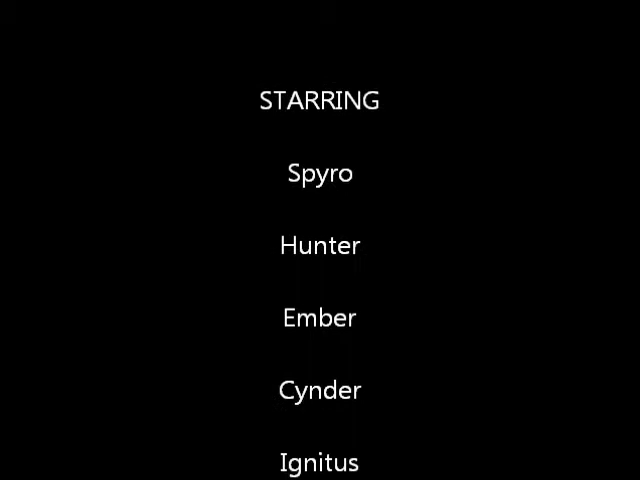 STARRING
Spyro
Hunter
Ember
Cynder
Ignitus